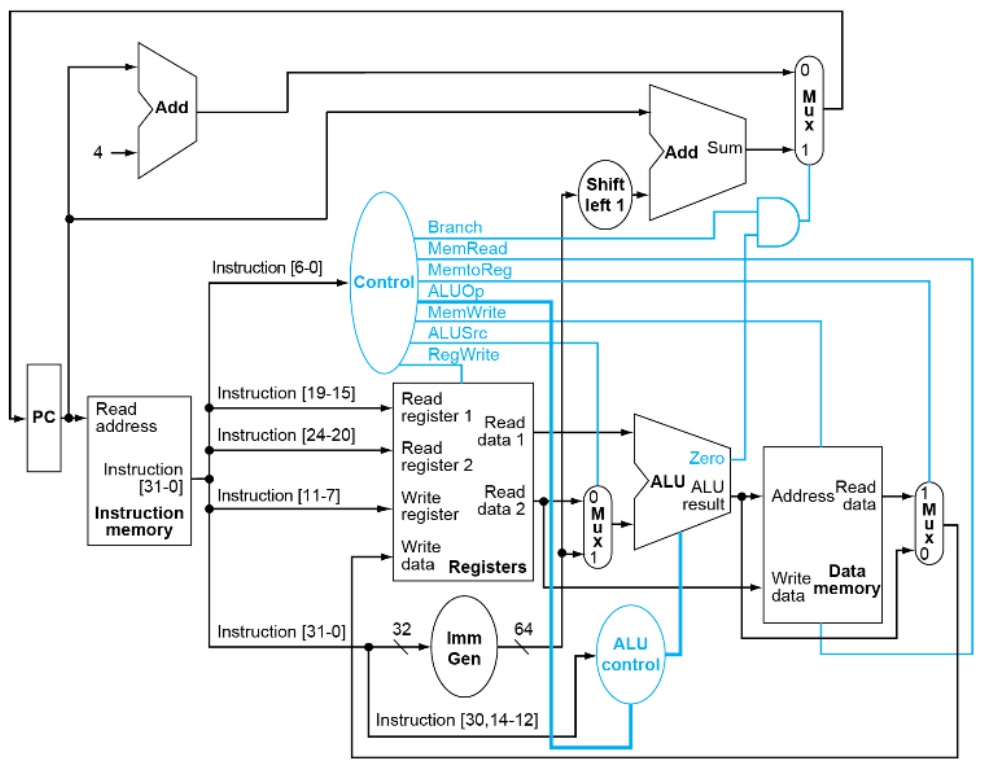 0
M
u
x
1
Add
4
Add Sum
Shift
left 1
Branch
MemRead
MemtoReg
ALUOp
MemWrite
ALUSrc
RegWrite
Control
Instruction [6-0]
PC
Read
address
Instruction
[31-0]
Instruction
memory
Instruction [19-15]
Instruction [24-20]
Instruction [11-7]
Read
register 1
Read
register 2
Write
register
Write
data
Read
data 1
Read
data 2
Registers
0
M
u
x
1
Zero
ALU
ALU
result
Address
Read
data
Write
data
Data
memory
1
M
u
x
0
Instruction [31-0]
32
Imm
Gen
64
ALU
control
Instruction [30,14-12]